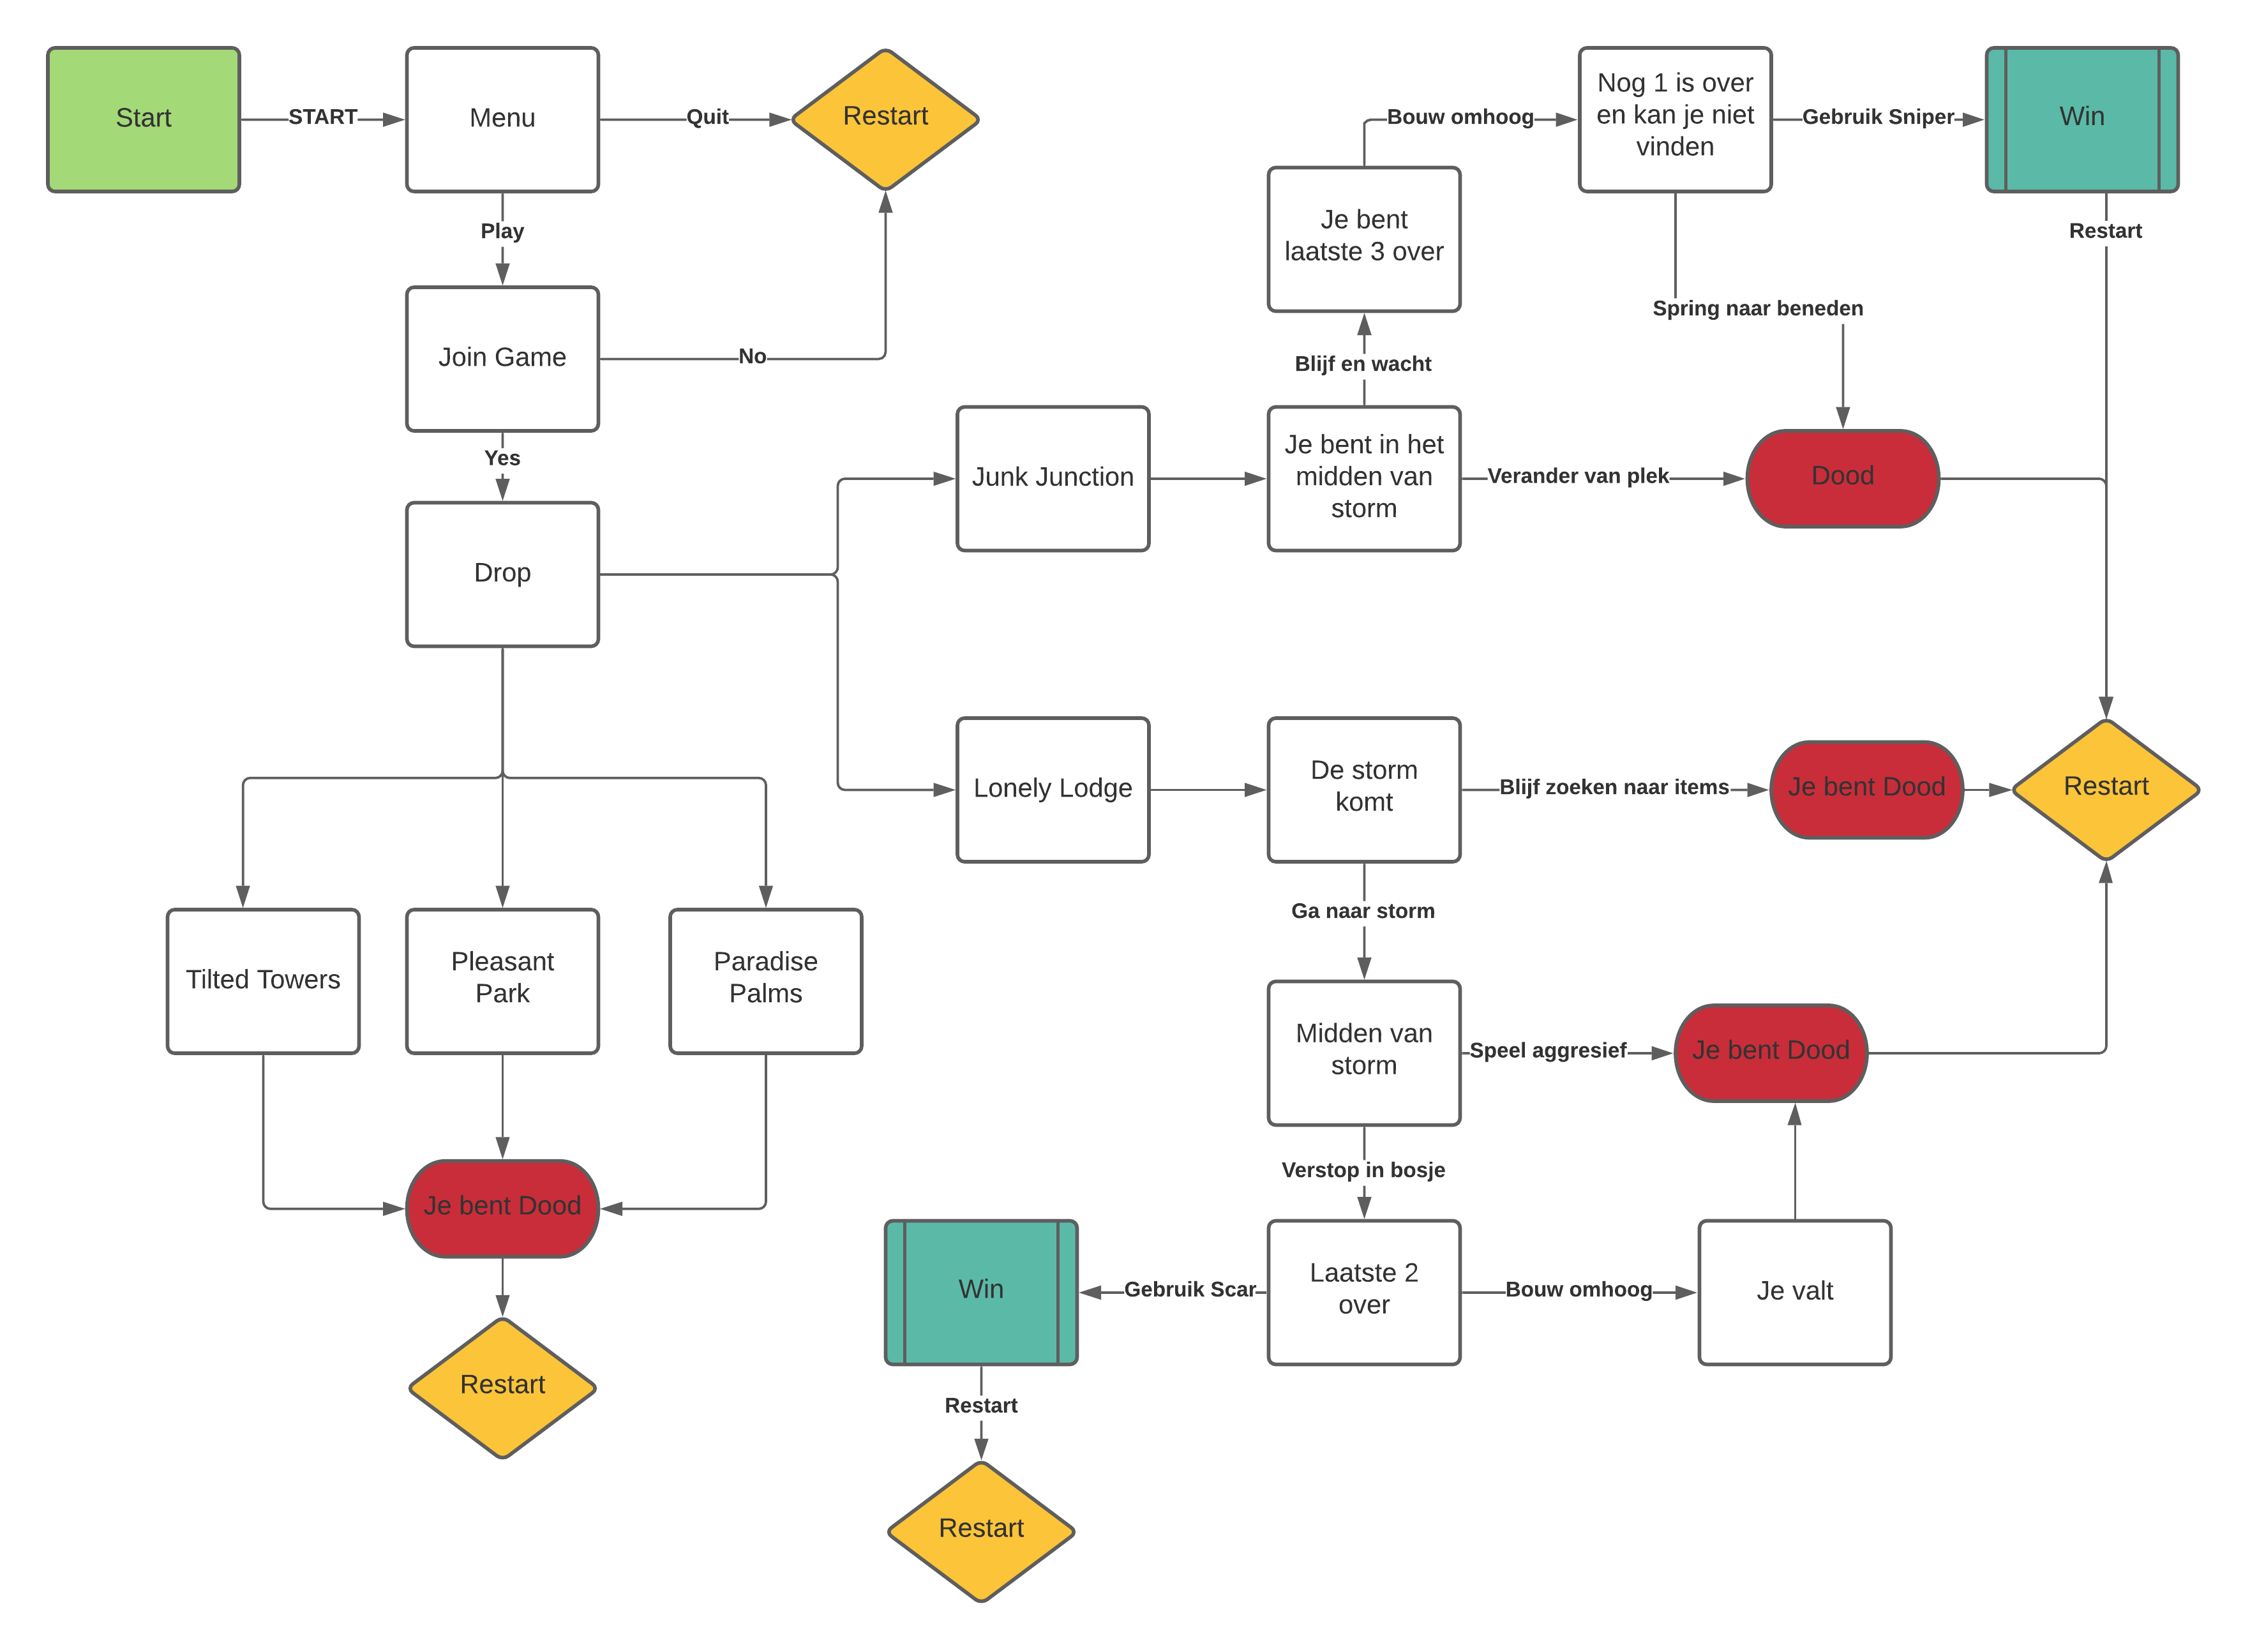 Start
START
Menu
Quit
Restart
Play
Join Game
No
Yes
Drop
Tilted Towers
Pleasant
Park
Paradise
Palms
Je bent Dood
Restart
Junk Junction
Je bent in het
midden van
storm
Verander van plek
Dood
Blijf en wacht
Je bent
laatste 3 over
Bouw omhoog
Nog 1 is over
en kan je niet
vinden
Gebruik Sniper
Win
Restart
Spring naar beneden
Lonely Lodge
De storm
komt
Blijf zoeken naar items
Je bent Dood
Restart
Ga naar storm
Midden van
storm
Speel aggresief
Je bent Dood
Verstop in bosje
Laatste 2
over
Bouw omhoog
Je valt
Gebruik Scar
Win
Restart
Restart